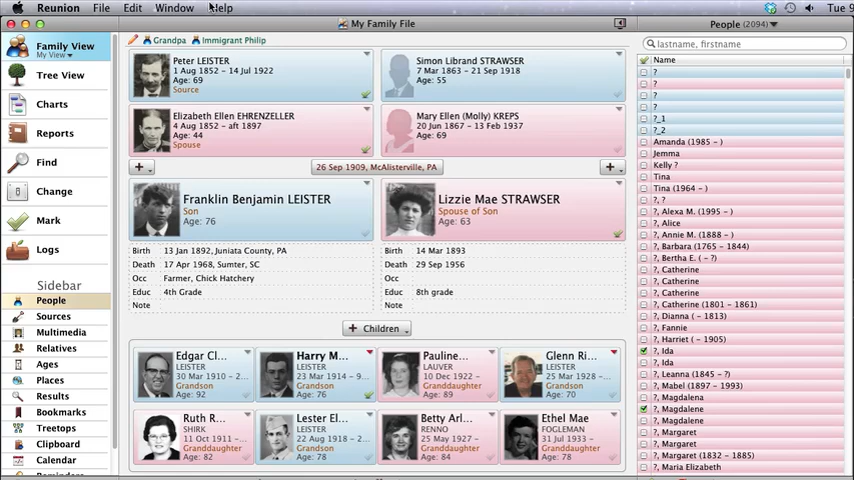 Reunion File Edit Window Help Tue 9
My Family File
People (2094)
Family View
My View
Tree View
Charts
Reports
Find
Change
Mark
Logs
Sidebar
People
Sources
Multimedia
Relatives
Ages
Places
Results
Bookmarks
Treetops
Clipboard
Calendar
Reminders
Grandpa Immigrant Philip
Peter LEISTER
1 Aug 1852 - 14 Jul 1922
Age: 69
Source
Simon Librand STRAWSER
7 Mar 1863 - 21 Sep 1918
Age: 55
Elizabeth Ellen EHRENZELLER
4 Aug 1852 - aft 1897
Age: 44
Spouse
Mary Ellen (Molly) KREPS
20 Jun 1867 - 13 Feb 1937
Age: 69
26 Sep 1909, McAlisterville, PA
Franklin Benjamin LEISTER
Son
Age: 76
Lizzie Mae STRAWSER
Spouse of Son
Age: 63
Birth 13 Jan 1892, Juniata County, PA
Death 17 Apr 1968, Sumter, SC
Occ Farmer, Chick Hatchery
Educ 4th Grade
Note
Birth 14 Mar 1893
Death 29 Sep 1956
Occ
Educ 8th grade
Note
Children
Edgar Cl...
LEISTER
30 Mar 1910 - 2...
Grandson
Age: 92
Harry M...
LEISTER
23 Mar 1914 - 9...
Grandson
Age: 76
Pauline...
LAUVER
10 Dec 1922 -
Granddaughter
Age: 89
Glenn Ri...
LEISTER
25 Mar 1928 -
Grandson
Age: 70
Ruth R...
SHIRK
11 Oct 1911 -...
Granddaughter
Age: 82
Lester El...
LEISTER
22 Aug 1918 - 2...
Grandson
Age: 78
Betty Arl...
RENNO
25 May 1927 -
Granddaughter
Age: 84
Ethel Mae
FOGLEMAN
31 Jul 1933 -
Granddaughter
Age: 78
lastname, firstname
Name
?
?
?
?
?_1
?_2
Amanda (1985 - )
Jemma
Kelly ?
Tina
Tina (1964 - )
?, ?
?, Alexa M. (1995 - )
?, Alice
?, Annie M. (1888 - )
?, Barbara (1765 - 1844)
?, Bertha E. ( - ?)
?, Catherine
?, Catherine
?, Catherine
?, Catherine (1801 - 1861)
?, Dianna ( - 1813)
?, Fannie
?, Harriet ( - 1905)
?, Ida
?, Ida
?, Leanna (1845 - ?)
?, Mabel (1897 - 1993)
?, Magdalena
?, Magdalene
?, Magdalene
?, Margaret
?, Margaret
?, Margaret (1832 - 1885)
?, Margaret
?, Maria Elizabeth